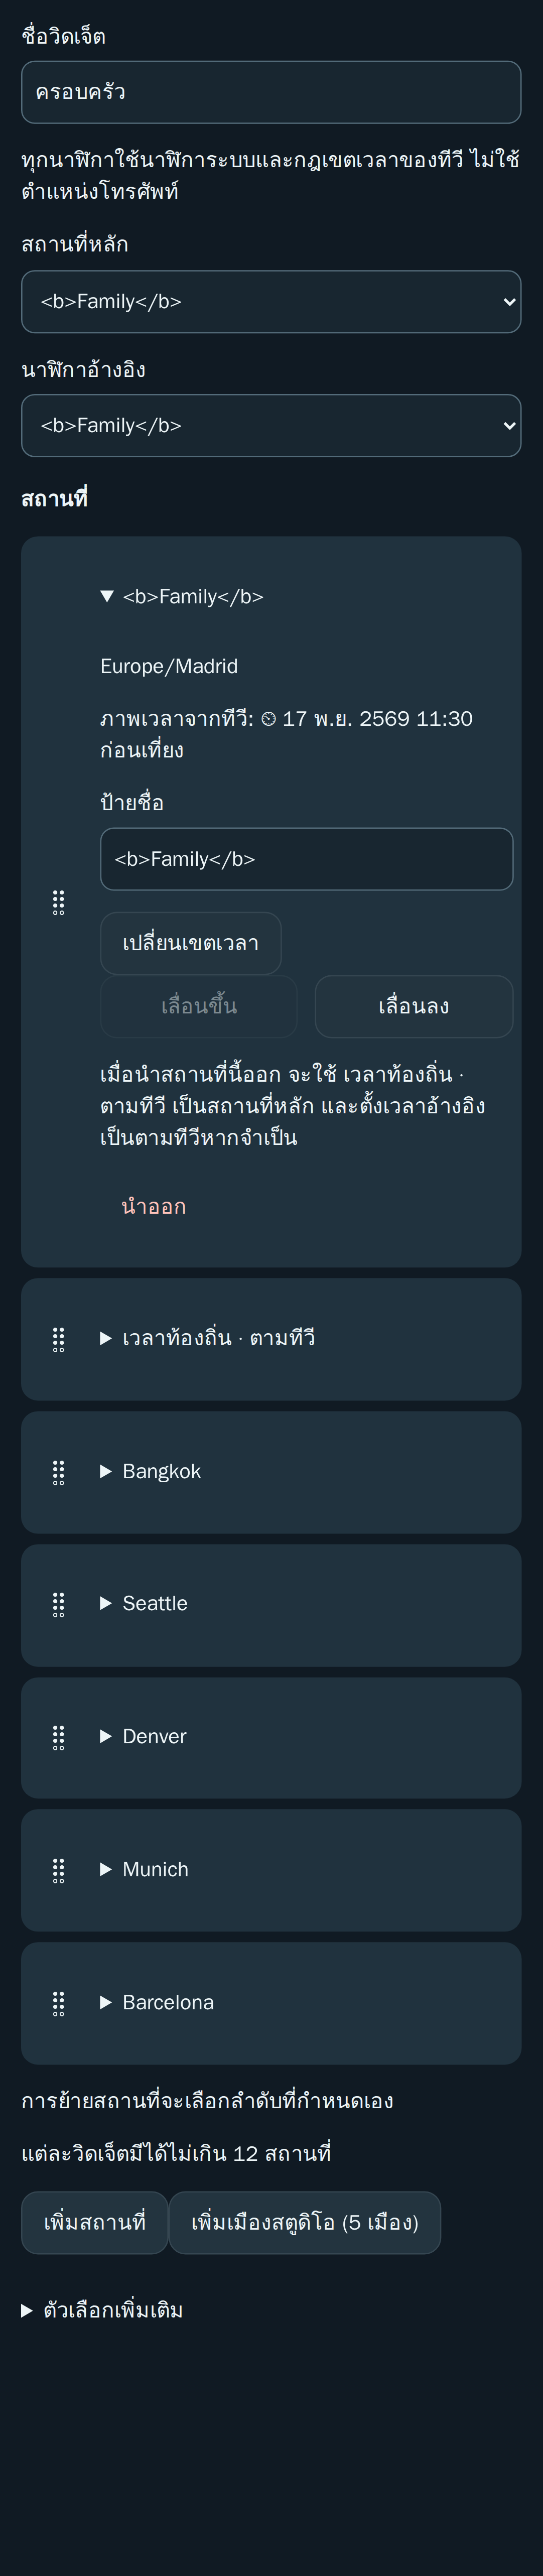 ชื่อวิดเจ็ต
ครอบครัว
ทุกนาฬิกาใช้นาฬิการะบบและกฎเขตเวลาของทีวี ไม่ใช้
ตำแหน่งโทรศัพท์
สถานที่หลัก
<b>Family</b>
นาฬิกาอ้างอิง
<b>Family</b>
สถานที่
<b>Family</b>
Europe/Madrid
ภาพเวลาจากทีวี: ⏲ 17 พ.ย. 2569 11:30
ก่อนเที่ยง
ป้ายชื่อ
<b>Family</b>
เปลี่ยนเขตเวลา
เลื่อนขึ้น เลื่อนลง
เมื่อนำสถานที่นี้ออก จะใช้ เวลาท้องถิ่น ·
ตามทีวี เป็นสถานที่หลัก และตั้งเวลาอ้างอิง
เป็นตามทีวีหากจำเป็น
นำออก
เวลาท้องถิ่น · ตามทีวี
Bangkok
Seattle
Denver
Munich
Barcelona
การย้ายสถานที่จะเลือกลำดับที่กำหนดเอง
แต่ละวิดเจ็ตมีได้ไม่เกิน 12 สถานที่
เพิ่มสถานที่ เพิ่มเมืองสตูดิโอ (5 เมือง)
ตัวเลือกเพิ่มเติม